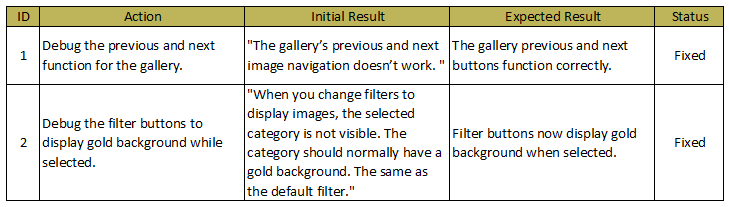 ID Action Initial Result Expected Result Status
1 Debug the previous and next function for the gallery. "The gallery’s previous and next image navigation doesn’t work. " The gallery previous and next buttons function correctly. Fixed
2 Debug the filter buttons to display gold background while selected. "When you change filters to display images, the selected category is not visible. The category should normally have a gold background. The same as the default filter." Filter buttons now display gold background when selected. Fixed